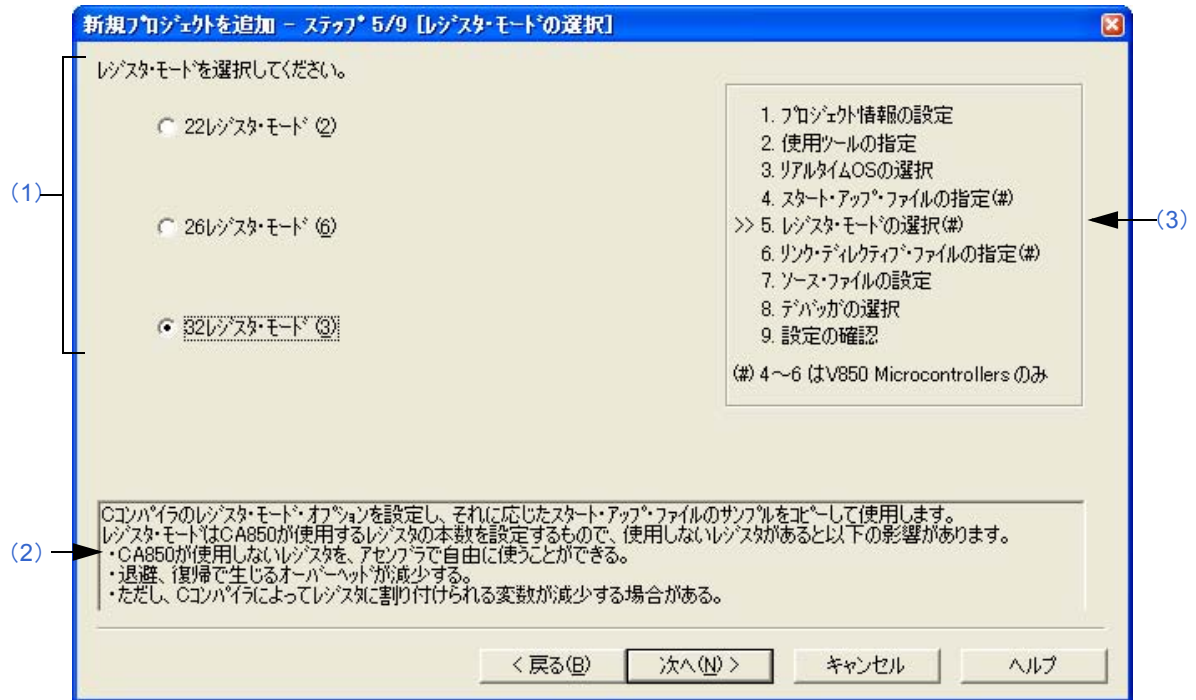 新規プロジェクトを追加 - ステップ 5/9 [レジスタ・モードの選択]
レジスタ・モードを選択してください。
(1)
22レジスタ・モード (2)
26レジスタ・モード (6)
32レジスタ・モード (3)
1. プロジェクト情報の設定
2. 使用ツールの指定
3. リアルタイムOSの選択
4. スタート・アップ・ファイルの指定(#)
>> 5. レジスタ・モードの選択(#)
6. リンク・ディレクティブ・ファイルの指定(#)
7. ソース・ファイルの設定
8. デバッガの選択
9. 設定の確認
(#) 4~6 はV850 Microcontrollers のみ
(3)
(2)
Cコンパイラのレジスタ・モード・オプションを設定し、それに応じたスタート・アップ・ファイルのサンプルをコピーして使用します。
レジスタ・モードはCA850が使用するレジスタの本数を設定するもので、使用しないレジスタがあると以下の影響があります。
・CA850が使用しないレジスタを、アセンブラで自由に使うことができる。
・退避、復帰で生じるオーバーヘッドが減少する。
・ただし、Cコンパイラによってレジスタに割り付けられる変数が減少する場合がある。
< 戻る(B)
次へ(N) >
キャンセル
ヘルプ